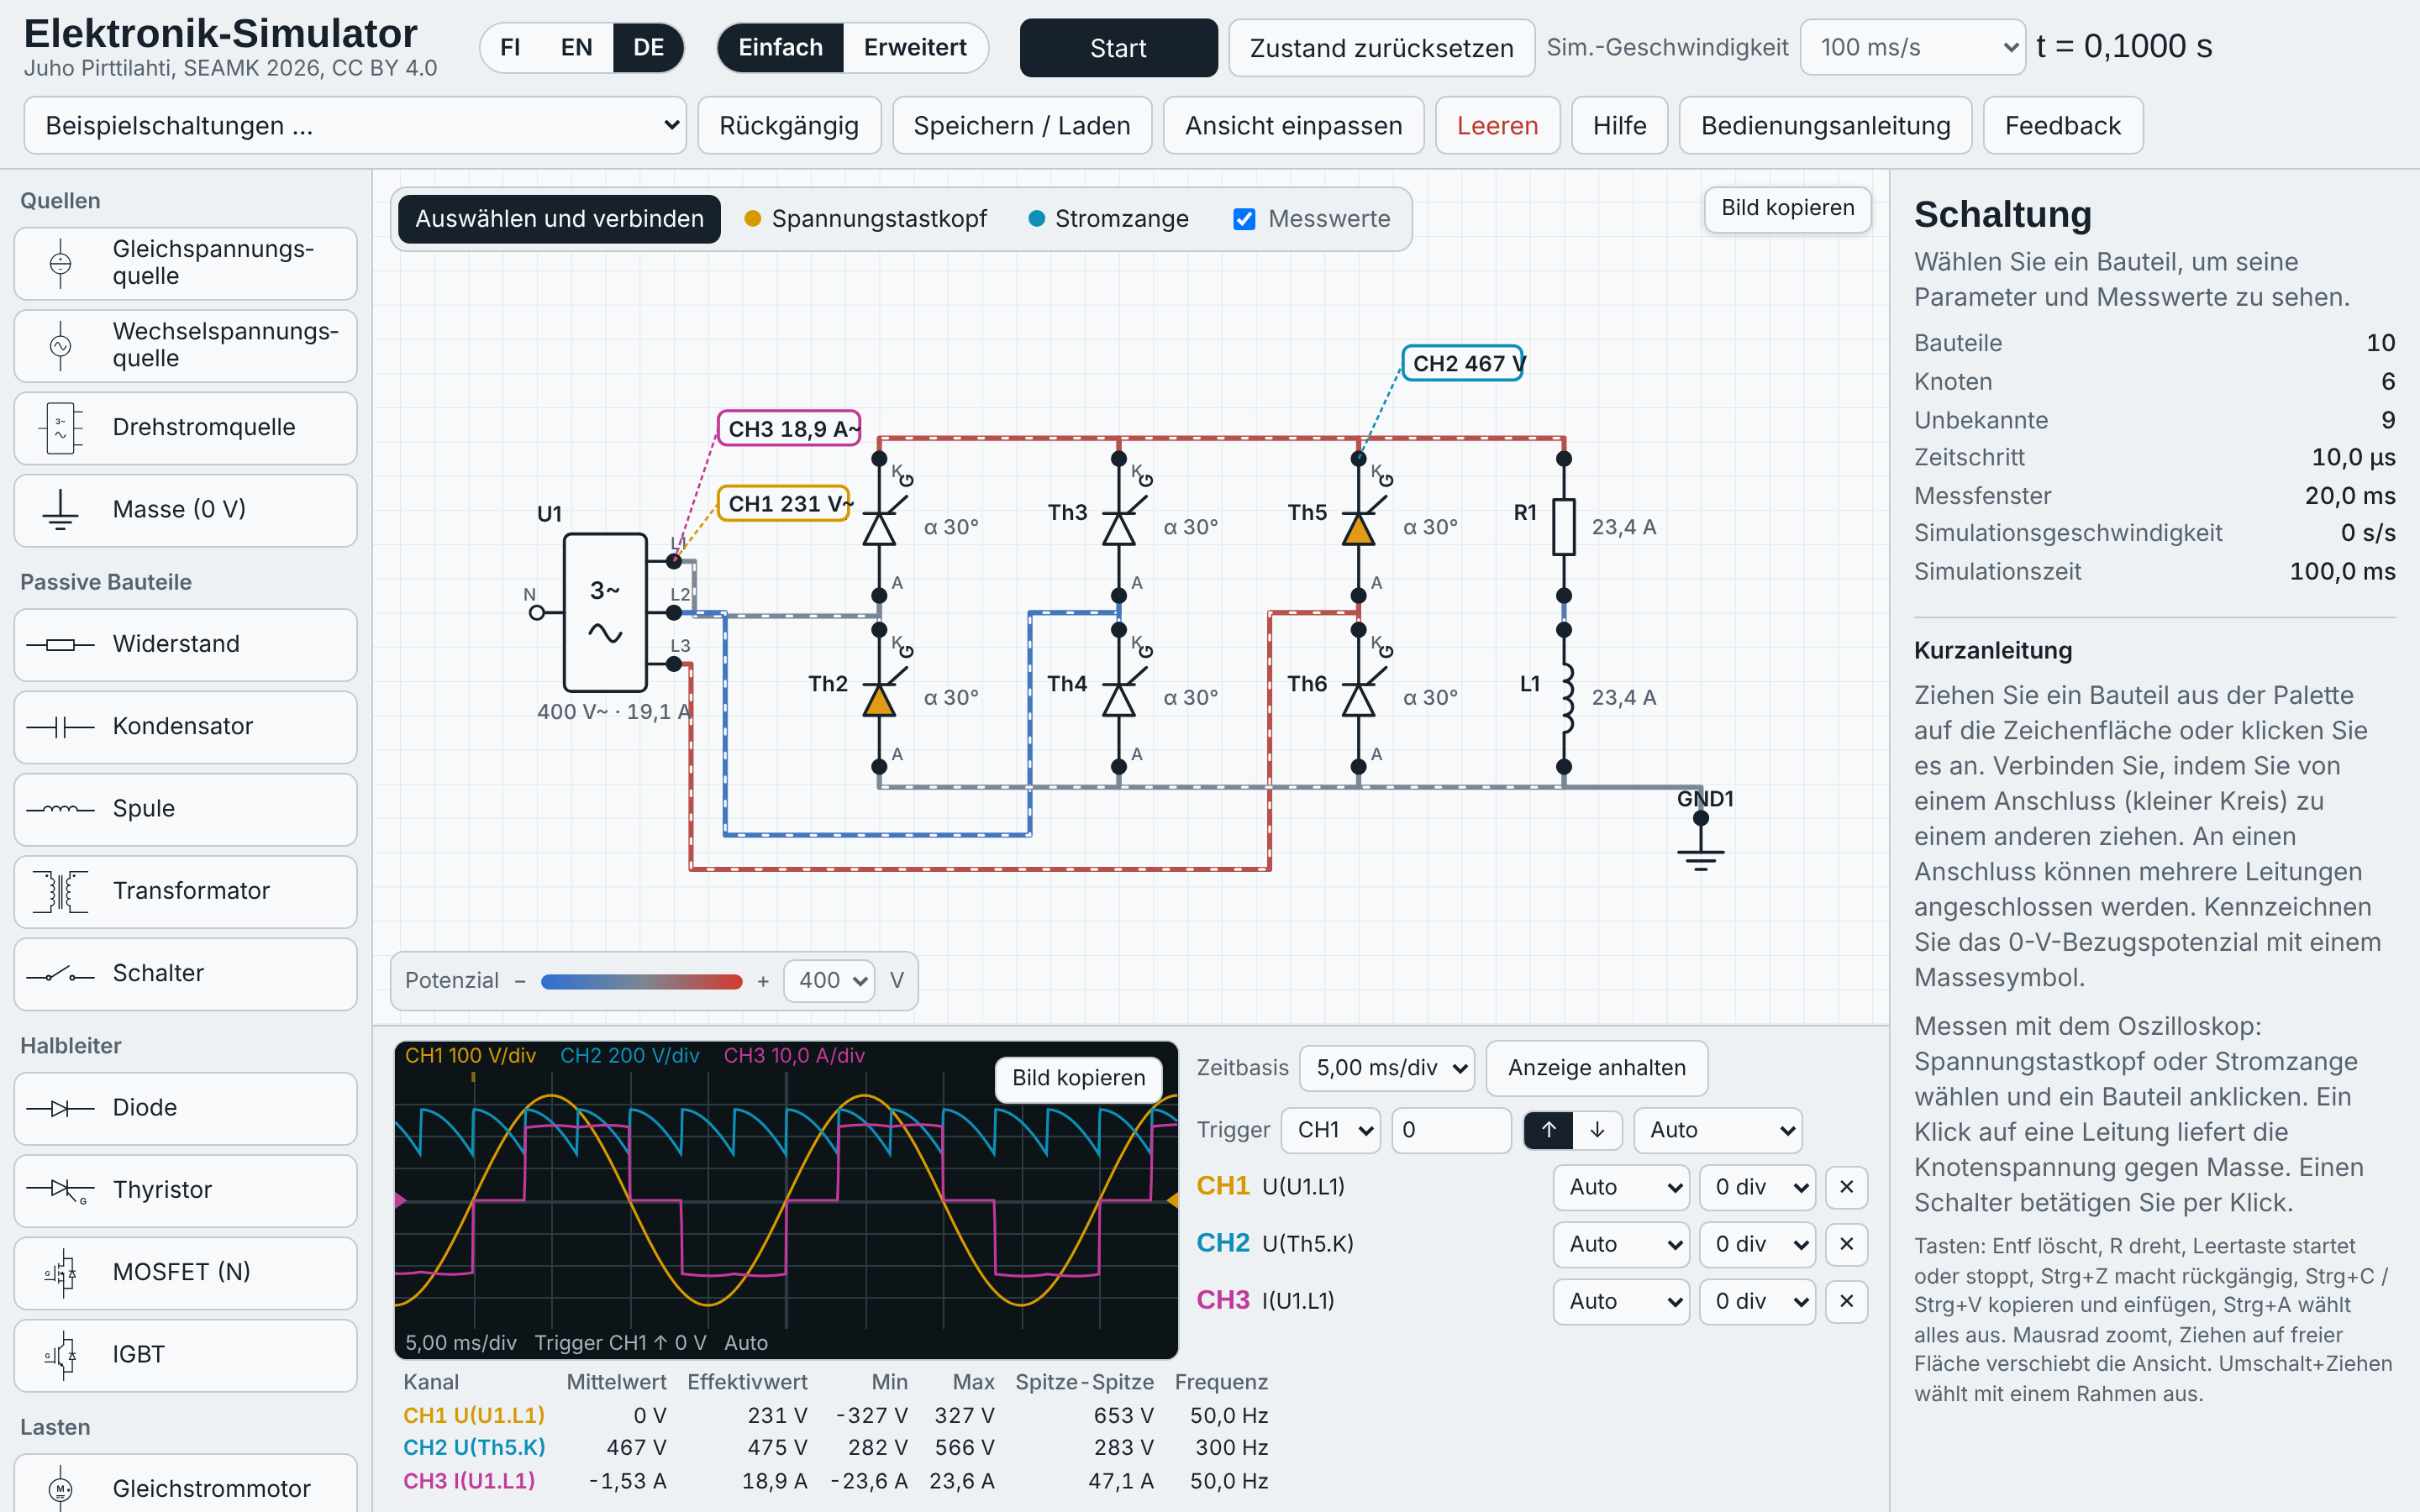 Elektronik-Simulator
Juho Pirttilahti, SEAMK 2026, CC BY 4.0
FI EN DE
Einfach Erweitert
Start
Zustand zurücksetzen
Sim.-Geschwindigkeit
100 ms/s
t = 0,1000 s
Beispielschaltungen ...
Rückgängig
Speichern / Laden
Ansicht einpassen
Leeren
Hilfe
Bedienungsanleitung
Feedback
Quellen
Gleichspannungs-
quelle
Wechselspannungs-
quelle
3~
Drehstromquelle
Masse (0 V)
Passive Bauteile
Widerstand
Kondensator
Spule
Transformator
Schalter
Halbleiter
Diode
G
Thyristor
G
MOSFET (N)
G
IGBT
Lasten
M
Gleichstrommotor
Auswählen und verbinden
Spannungstastkopf
Stromzange
Messwerte
Bild kopieren
CH2 467 V
CH3 18,9 A~
CH1 231 V~
U1
N
3~
L1
L2
L3
400 V~ · 19,1 A
K G
α 30°
A
Th3
K G
α 30°
A
Th5
K G
α 30°
A
R1
23,4 A
Th2
K G
α 30°
A
Th4
K G
α 30°
A
Th6
K G
α 30°
A
L1
23,4 A
GND1
Potenzial − + 400 V
CH1 100 V/div CH2 200 V/div CH3 10,0 A/div
Bild kopieren
5,00 ms/div Trigger CH1 ↑ 0 V Auto
Zeitbasis 5,00 ms/div Anzeige anhalten
Trigger CH1 0 ↑ ↓ Auto
CH1 U(U1.L1) Auto 0 div ×
CH2 U(Th5.K) Auto 0 div ×
CH3 I(U1.L1) Auto 0 div ×
Kanal Mittelwert Effektivwert Min Max Spitze-Spitze Frequenz
CH1 U(U1.L1) 0 V 231 V -327 V 327 V 653 V 50,0 Hz
CH2 U(Th5.K) 467 V 475 V 282 V 566 V 283 V 300 Hz
CH3 I(U1.L1) -1,53 A 18,9 A -23,6 A 23,6 A 47,1 A 50,0 Hz
Schaltung
Wählen Sie ein Bauteil, um seine
Parameter und Messwerte zu sehen.
Bauteile 10
Knoten 6
Unbekannte 9
Zeitschritt 10,0 µs
Messfenster 20,0 ms
Simulationsgeschwindigkeit 0 s/s
Simulationszeit 100,0 ms
Kurzanleitung
Ziehen Sie ein Bauteil aus der Palette
auf die Zeichenfläche oder klicken Sie
es an. Verbinden Sie, indem Sie von
einem Anschluss (kleiner Kreis) zu
einem anderen ziehen. An einen
Anschluss können mehrere Leitungen
angeschlossen werden. Kennzeichnen
Sie das 0-V-Bezugspotenzial mit einem
Massesymbol.
Messen mit dem Oszilloskop:
Spannungstastkopf oder Stromzange
wählen und ein Bauteil anklicken. Ein
Klick auf eine Leitung liefert die
Knotenspannung gegen Masse. Einen
Schalter betätigen Sie per Klick.
Tasten: Entf löscht, R dreht, Leertaste startet
oder stoppt, Strg+Z macht rückgängig, Strg+C /
Strg+V kopieren und einfügen, Strg+A wählt
alles aus. Mausrad zoomt, Ziehen auf freier
Fläche verschiebt die Ansicht. Umschalt+Ziehen
wählt mit einem Rahmen aus.